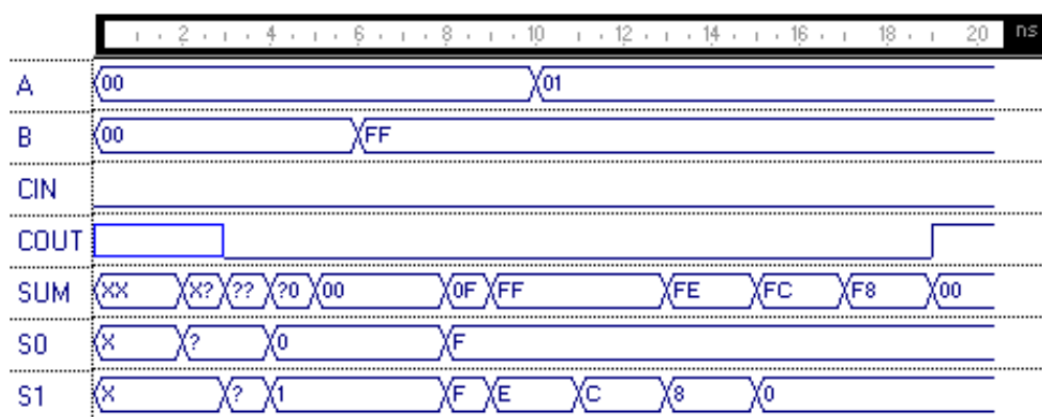 2 4 6 8 10 12 14 16 18 20 ns
A 00 01
B 00 FF
CIN
COUT
SUM XX X? ?? ?0 00 0F FF FE FC F8 00
S0 X ? 0 F
S1 X ? 1 F E C 8 0